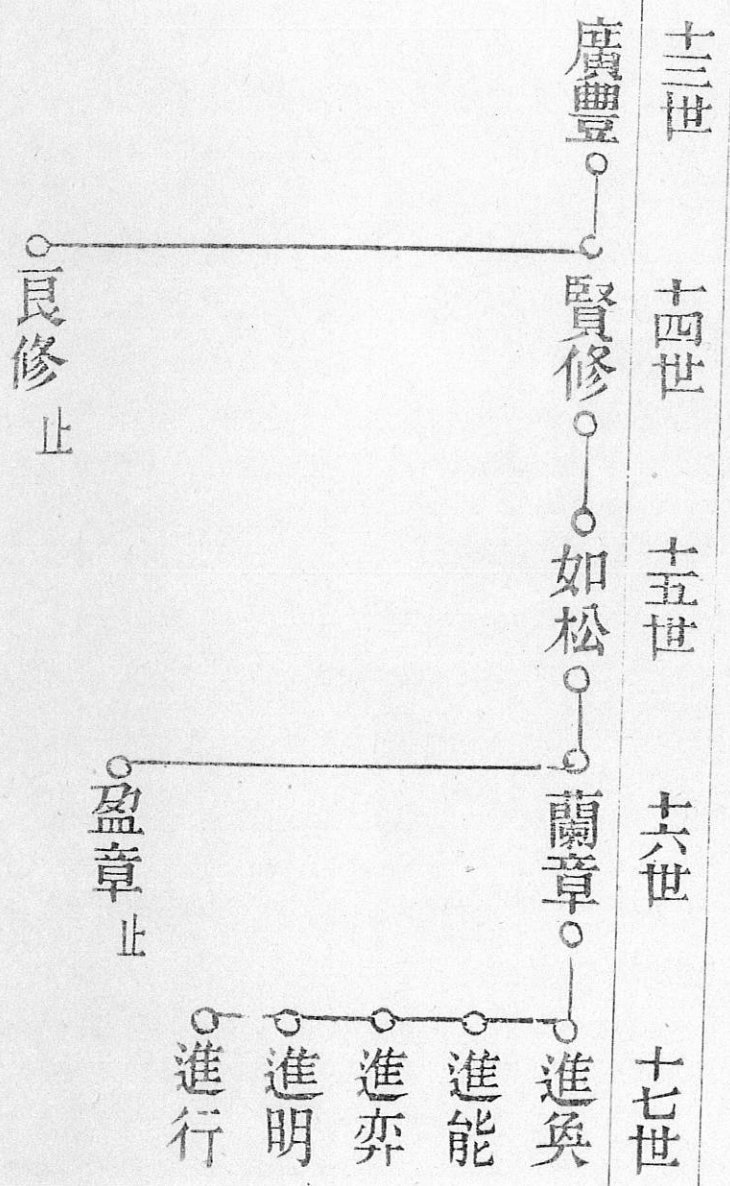 十三世
十四世
十五世
十六世
十七世
廣豐
賢修
良修 止
如松
蘭章
盈章 止
進奐
進能
進弈
進明
進行